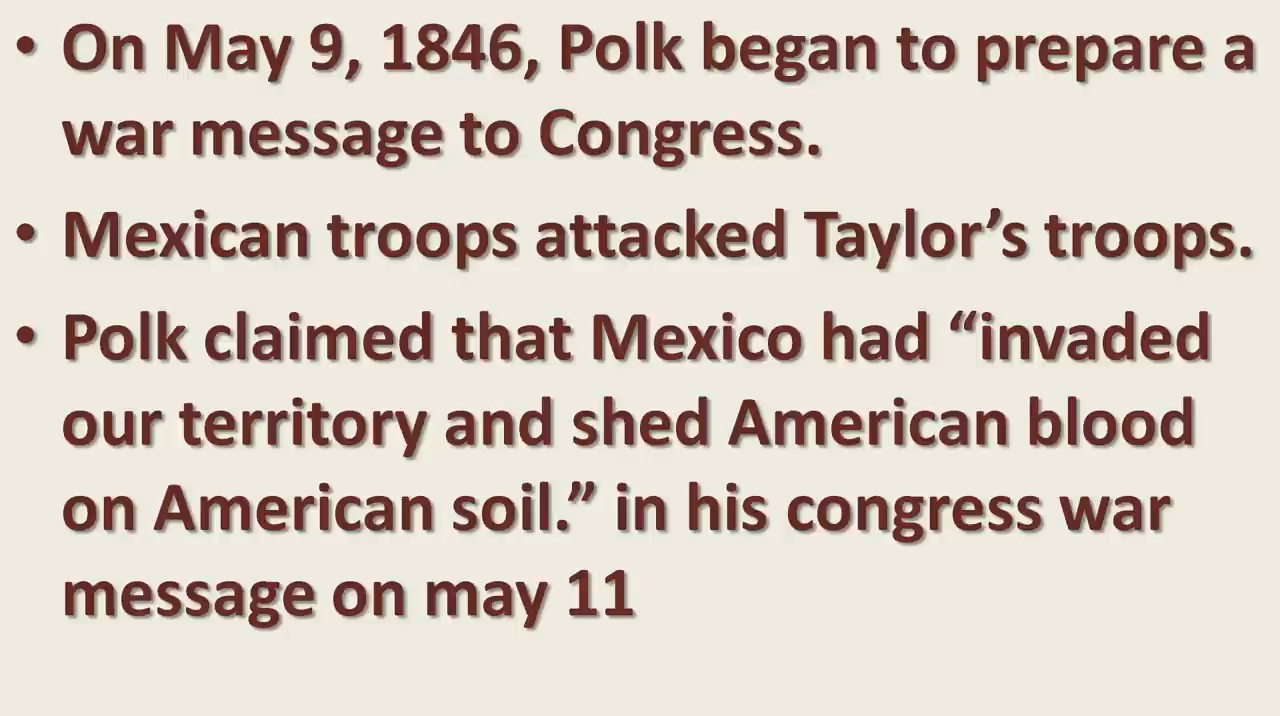 • On May 9, 1846, Polk began to prepare a
war message to Congress.
• Mexican troops attacked Taylor’s troops.
• Polk claimed that Mexico had “invaded
our territory and shed American blood
on American soil.” in his congress war
message on may 11